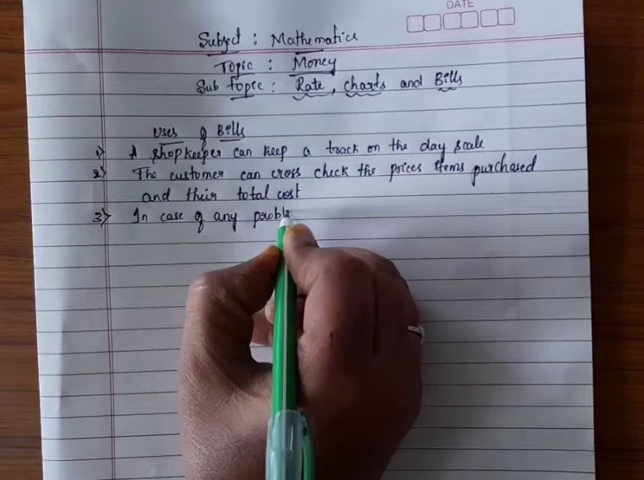 DATE
Subject : Mathematics
Topic : Money
Sub topic : Rate, charts and Bills
Uses of Bills
1) A shopkeeper can keep a track on the day scale
2) The customer can cross check the prices items purchased
and their total cost
3) In case of any proble